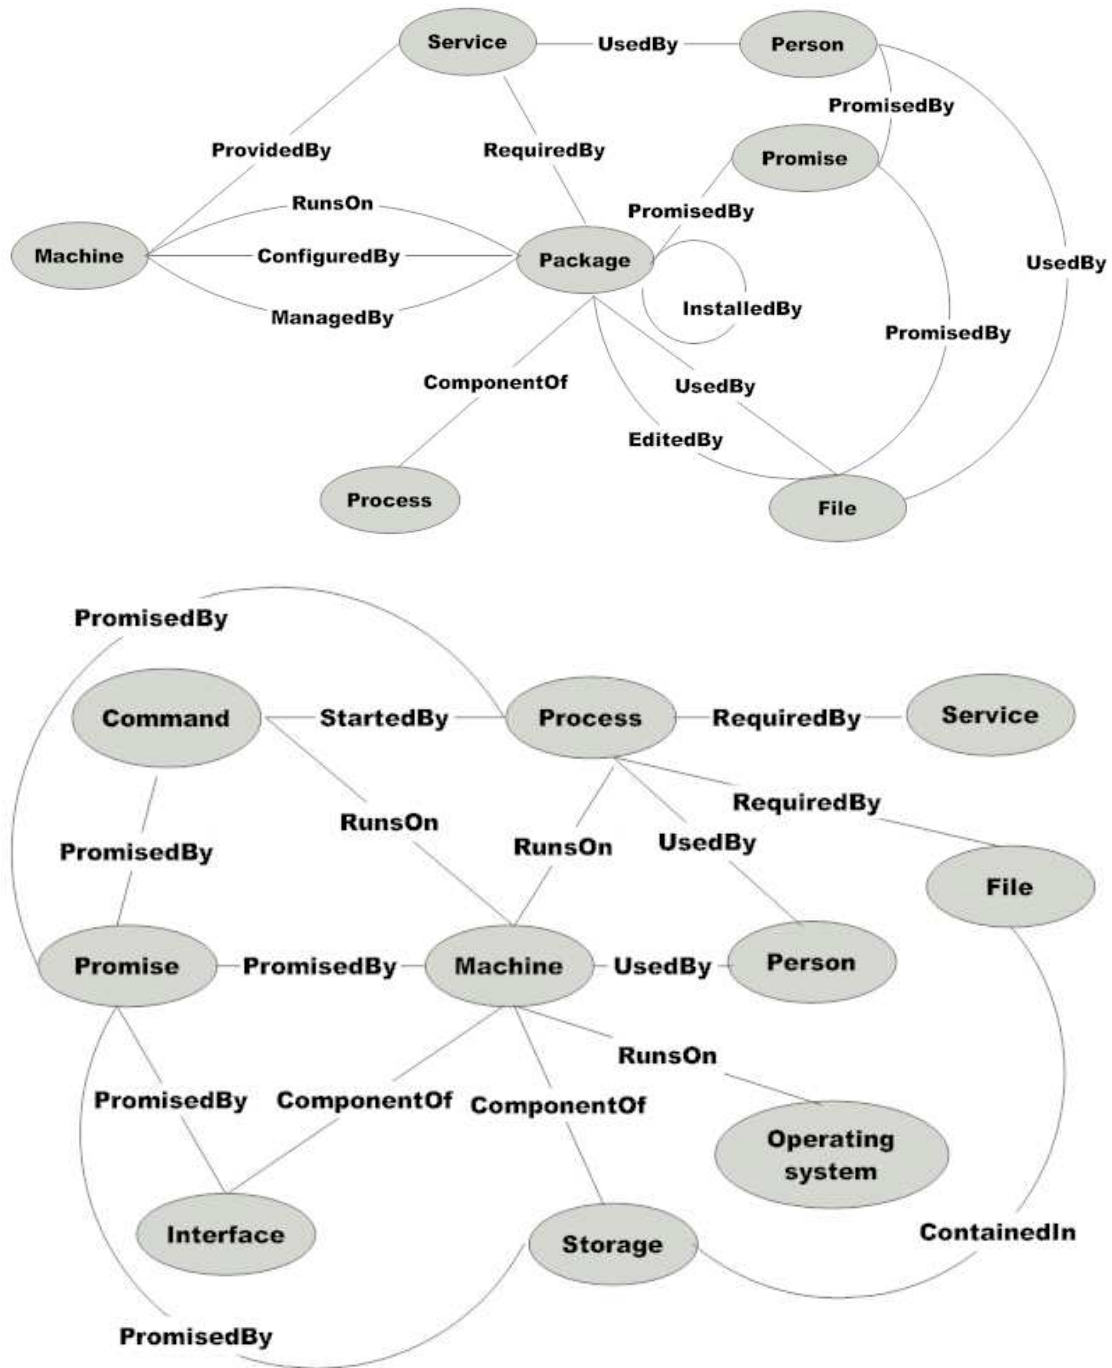 Service
UsedBy
Person
PromisedBy
ProvidedBy
RequiredBy
Promise
RunsOn
PromisedBy
Machine
ConfiguredBy
Package
UsedBy
InstalledBy
ManagedBy
PromisedBy
ComponentOf
UsedBy
EditedBy
Process
File
PromisedBy
Command
StartedBy
Process
RequiredBy
Service
RequiredBy
RunsOn
UsedBy
RunsOn
PromisedBy
File
Promise
PromisedBy
Machine
UsedBy
Person
RunsOn
PromisedBy
ComponentOf
ComponentOf
Operating
system
Interface
Storage
ContainedIn
PromisedBy